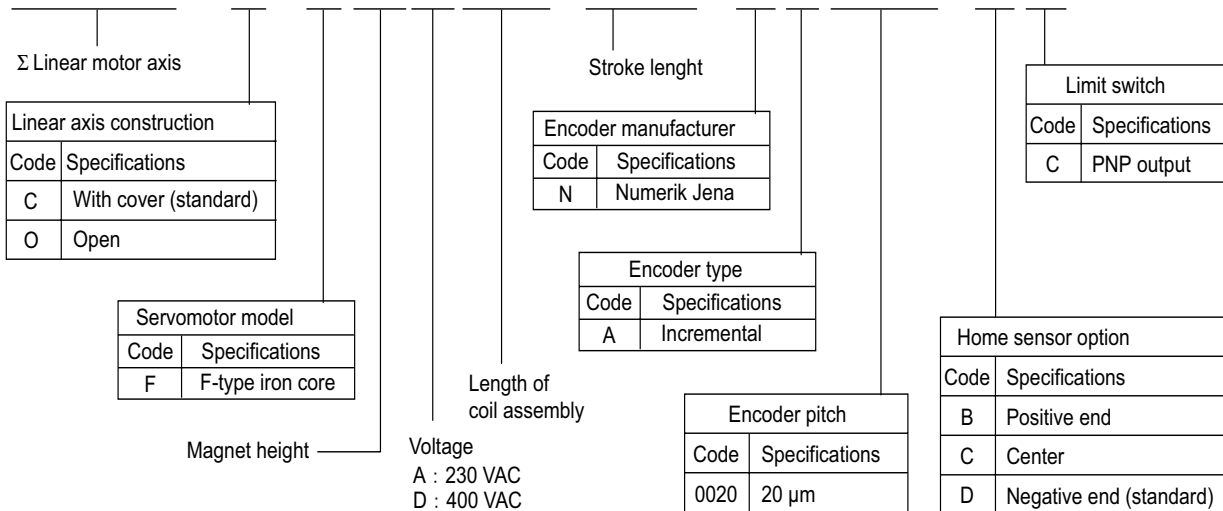 Σ Linear motor axis
Stroke lenght
Limit switch
Code Specifications
C PNP output
Linear axis construction
Code Specifications
C With cover (standard)
O Open
Encoder manufacturer
Code Specifications
N Numerik Jena
Encoder type
Code Specifications
A Incremental
Servomotor model
Code Specifications
F F-type iron core
Length of
coil assembly
Magnet height
Voltage
A : 230 VAC
D : 400 VAC
Encoder pitch
Code Specifications
0020 20 µm
Home sensor option
Code Specifications
B Positive end
C Center
D Negative end (standard)